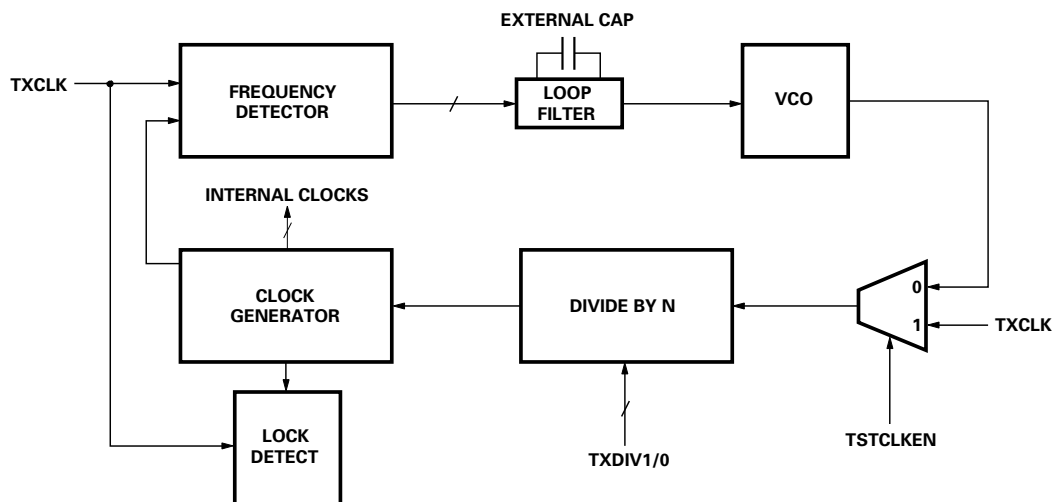 EXTERNAL CAP
TXCLK
FREQUENCY
DETECTOR
LOOP
FILTER
VCO
INTERNAL CLOCKS
CLOCK
GENERATOR
DIVIDE BY N
0
1
TXCLK
LOCK
DETECT
TXDIV1/0
TSTCLKEN